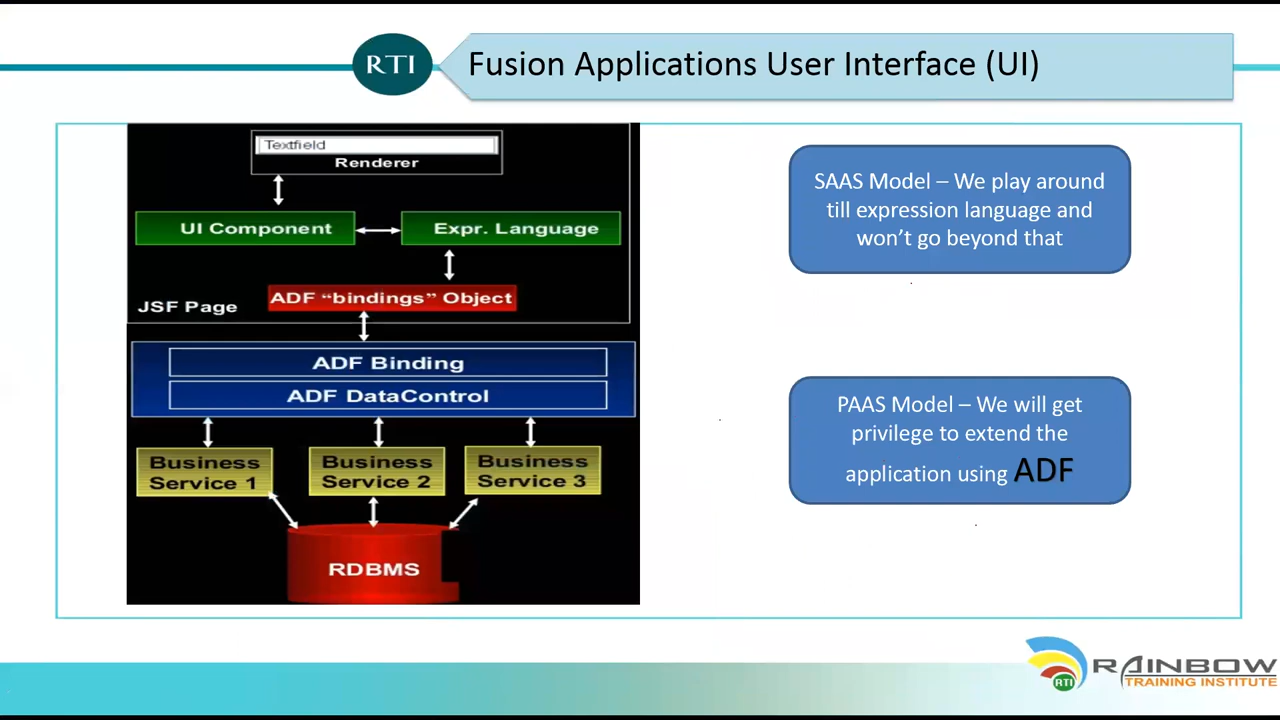 RTI
Fusion Applications User Interface (UI)
Textfield
Renderer
UI Component
Expr. Language
ADF “bindings” Object
JSF Page
ADF Binding
ADF DataControl
Business
Service 1
Business
Service 2
Business
Service 3
RDBMS
SAAS Model – We play around
till expression language and
won’t go beyond that
PAAS Model – We will get
privilege to extend the
application using ADF
RTI
RAINBOW
TRAINING INSTITUTE